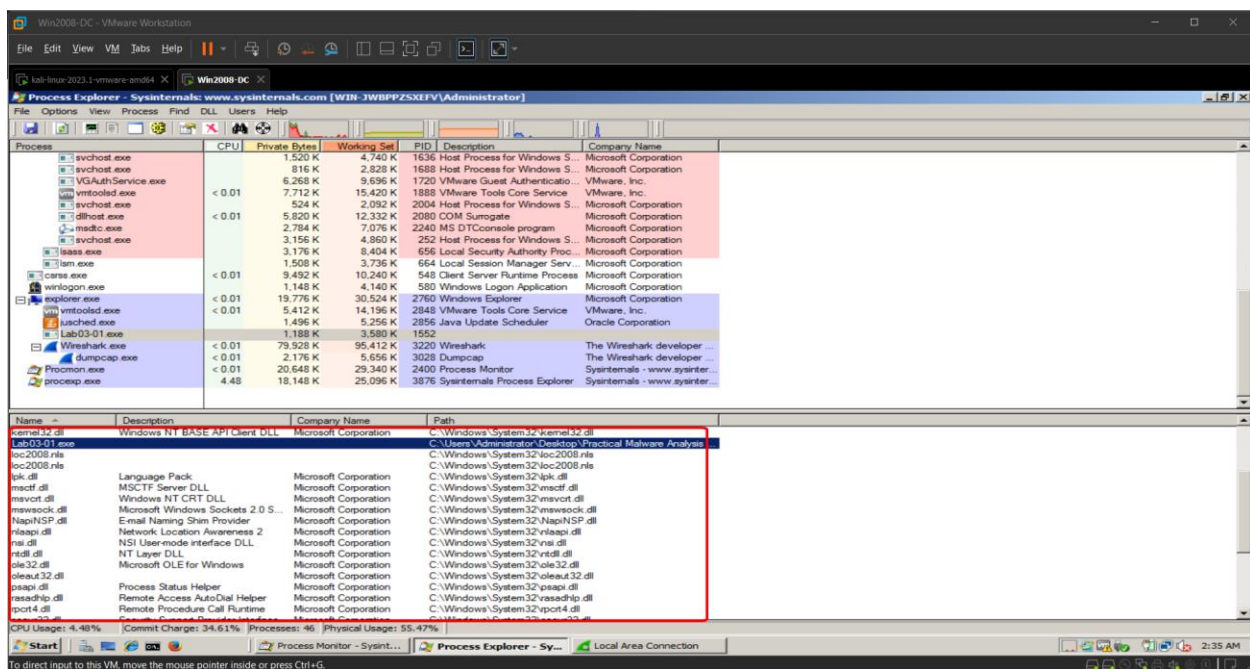 Win2008-DC - VMware Workstation
File Edit View VM Tabs Help
kali-linux-2023.1-vmware-amd64 Win2008-DC
Process Explorer - Sysinternals: www.sysinternals.com [WIN-JWBPPZSXEFV\Administrator]
File Options View Process Find DLL Users Help
Process CPU Private Bytes Working Set PID Description Company Name
svchost.exe 1,520 K 4,740 K 1636 Host Process for Windows S... Microsoft Corporation
svchost.exe 816 K 2,828 K 1688 Host Process for Windows S... Microsoft Corporation
VGAuthService.exe 6,268 K 9,696 K 1720 VMware Guest Authenticatio... VMware, Inc.
vmtoolsd.exe < 0.01 7,712 K 15,420 K 1888 VMware Tools Core Service VMware, Inc.
svchost.exe 524 K 2,092 K 2004 Host Process for Windows S... Microsoft Corporation
dllhost.exe < 0.01 5,820 K 12,332 K 2080 COM Surrogate Microsoft Corporation
msdtc.exe 2,784 K 7,076 K 2240 MS DTCconsole program Microsoft Corporation
svchost.exe 3,156 K 4,860 K 252 Host Process for Windows S... Microsoft Corporation
lsass.exe 3,176 K 8,404 K 656 Local Security Authority Proc... Microsoft Corporation
lsm.exe 1,508 K 3,736 K 664 Local Session Manager Serv... Microsoft Corporation
csrss.exe < 0.01 9,492 K 10,240 K 548 Client Server Runtime Process Microsoft Corporation
winlogon.exe 1,148 K 4,140 K 580 Windows Logon Application Microsoft Corporation
explorer.exe < 0.01 19,776 K 30,524 K 2760 Windows Explorer Microsoft Corporation
vmtoolsd.exe < 0.01 5,412 K 14,196 K 2848 VMware Tools Core Service VMware, Inc.
jusched.exe 1,496 K 5,256 K 2856 Java Update Scheduler Oracle Corporation
Lab03-01.exe 1,188 K 3,580 K 1552
Wireshark.exe < 0.01 79,928 K 95,412 K 3220 Wireshark The Wireshark developer ...
dumpcap.exe < 0.01 2,176 K 5,656 K 3028 Dumpcap The Wireshark developer ...
Procmon.exe < 0.01 20,648 K 29,340 K 2400 Process Monitor Sysinternals - www.sysinter...
procexp.exe 4.48 18,148 K 25,096 K 3876 Sysinternals Process Explorer Sysinternals - www.sysinter...
Name Description Company Name Path
kernel32.dll Windows NT BASE API Client DLL Microsoft Corporation C:\Windows\System32\kernel32.dll
Lab03-01.exe C:\Users\Administrator\Desktop\Practical Malware Analysis ...
loc2008.nls C:\Windows\System32\loc2008.nls
loc2008.nls C:\Windows\System32\loc2008.nls
lpk.dll Language Pack Microsoft Corporation C:\Windows\System32\lpk.dll
msctf.dll MSCTF Server DLL Microsoft Corporation C:\Windows\System32\msctf.dll
msvcrt.dll Windows NT CRT DLL Microsoft Corporation C:\Windows\System32\msvcrt.dll
mswsock.dll Microsoft Windows Sockets 2.0 S... Microsoft Corporation C:\Windows\System32\mswsock.dll
NapiNSP.dll E-mail Naming Shim Provider Microsoft Corporation C:\Windows\System32\NapiNSP.dll
nlaapi.dll Network Location Awareness 2 Microsoft Corporation C:\Windows\System32\nlaapi.dll
nsi.dll NSI User-mode interface DLL Microsoft Corporation C:\Windows\System32\nsi.dll
ntdll.dll NT Layer DLL Microsoft Corporation C:\Windows\System32\ntdll.dll
ole32.dll Microsoft OLE for Windows Microsoft Corporation C:\Windows\System32\ole32.dll
oleaut32.dll Microsoft Corporation C:\Windows\System32\oleaut32.dll
psapi.dll Process Status Helper Microsoft Corporation C:\Windows\System32\psapi.dll
rasadhlp.dll Remote Access AutoDial Helper Microsoft Corporation C:\Windows\System32\rasadhlp.dll
rpcrt4.dll Remote Procedure Call Runtime Microsoft Corporation C:\Windows\System32\rpcrt4.dll
CPU Usage: 4.48% Commit Charge: 34.61% Processes: 46 Physical Usage: 55.47%
Start Process Monitor - Sysint... Process Explorer - Sy... Local Area Connection 2:35 AM
To direct input to this VM, move the mouse pointer inside or press Ctrl+G.